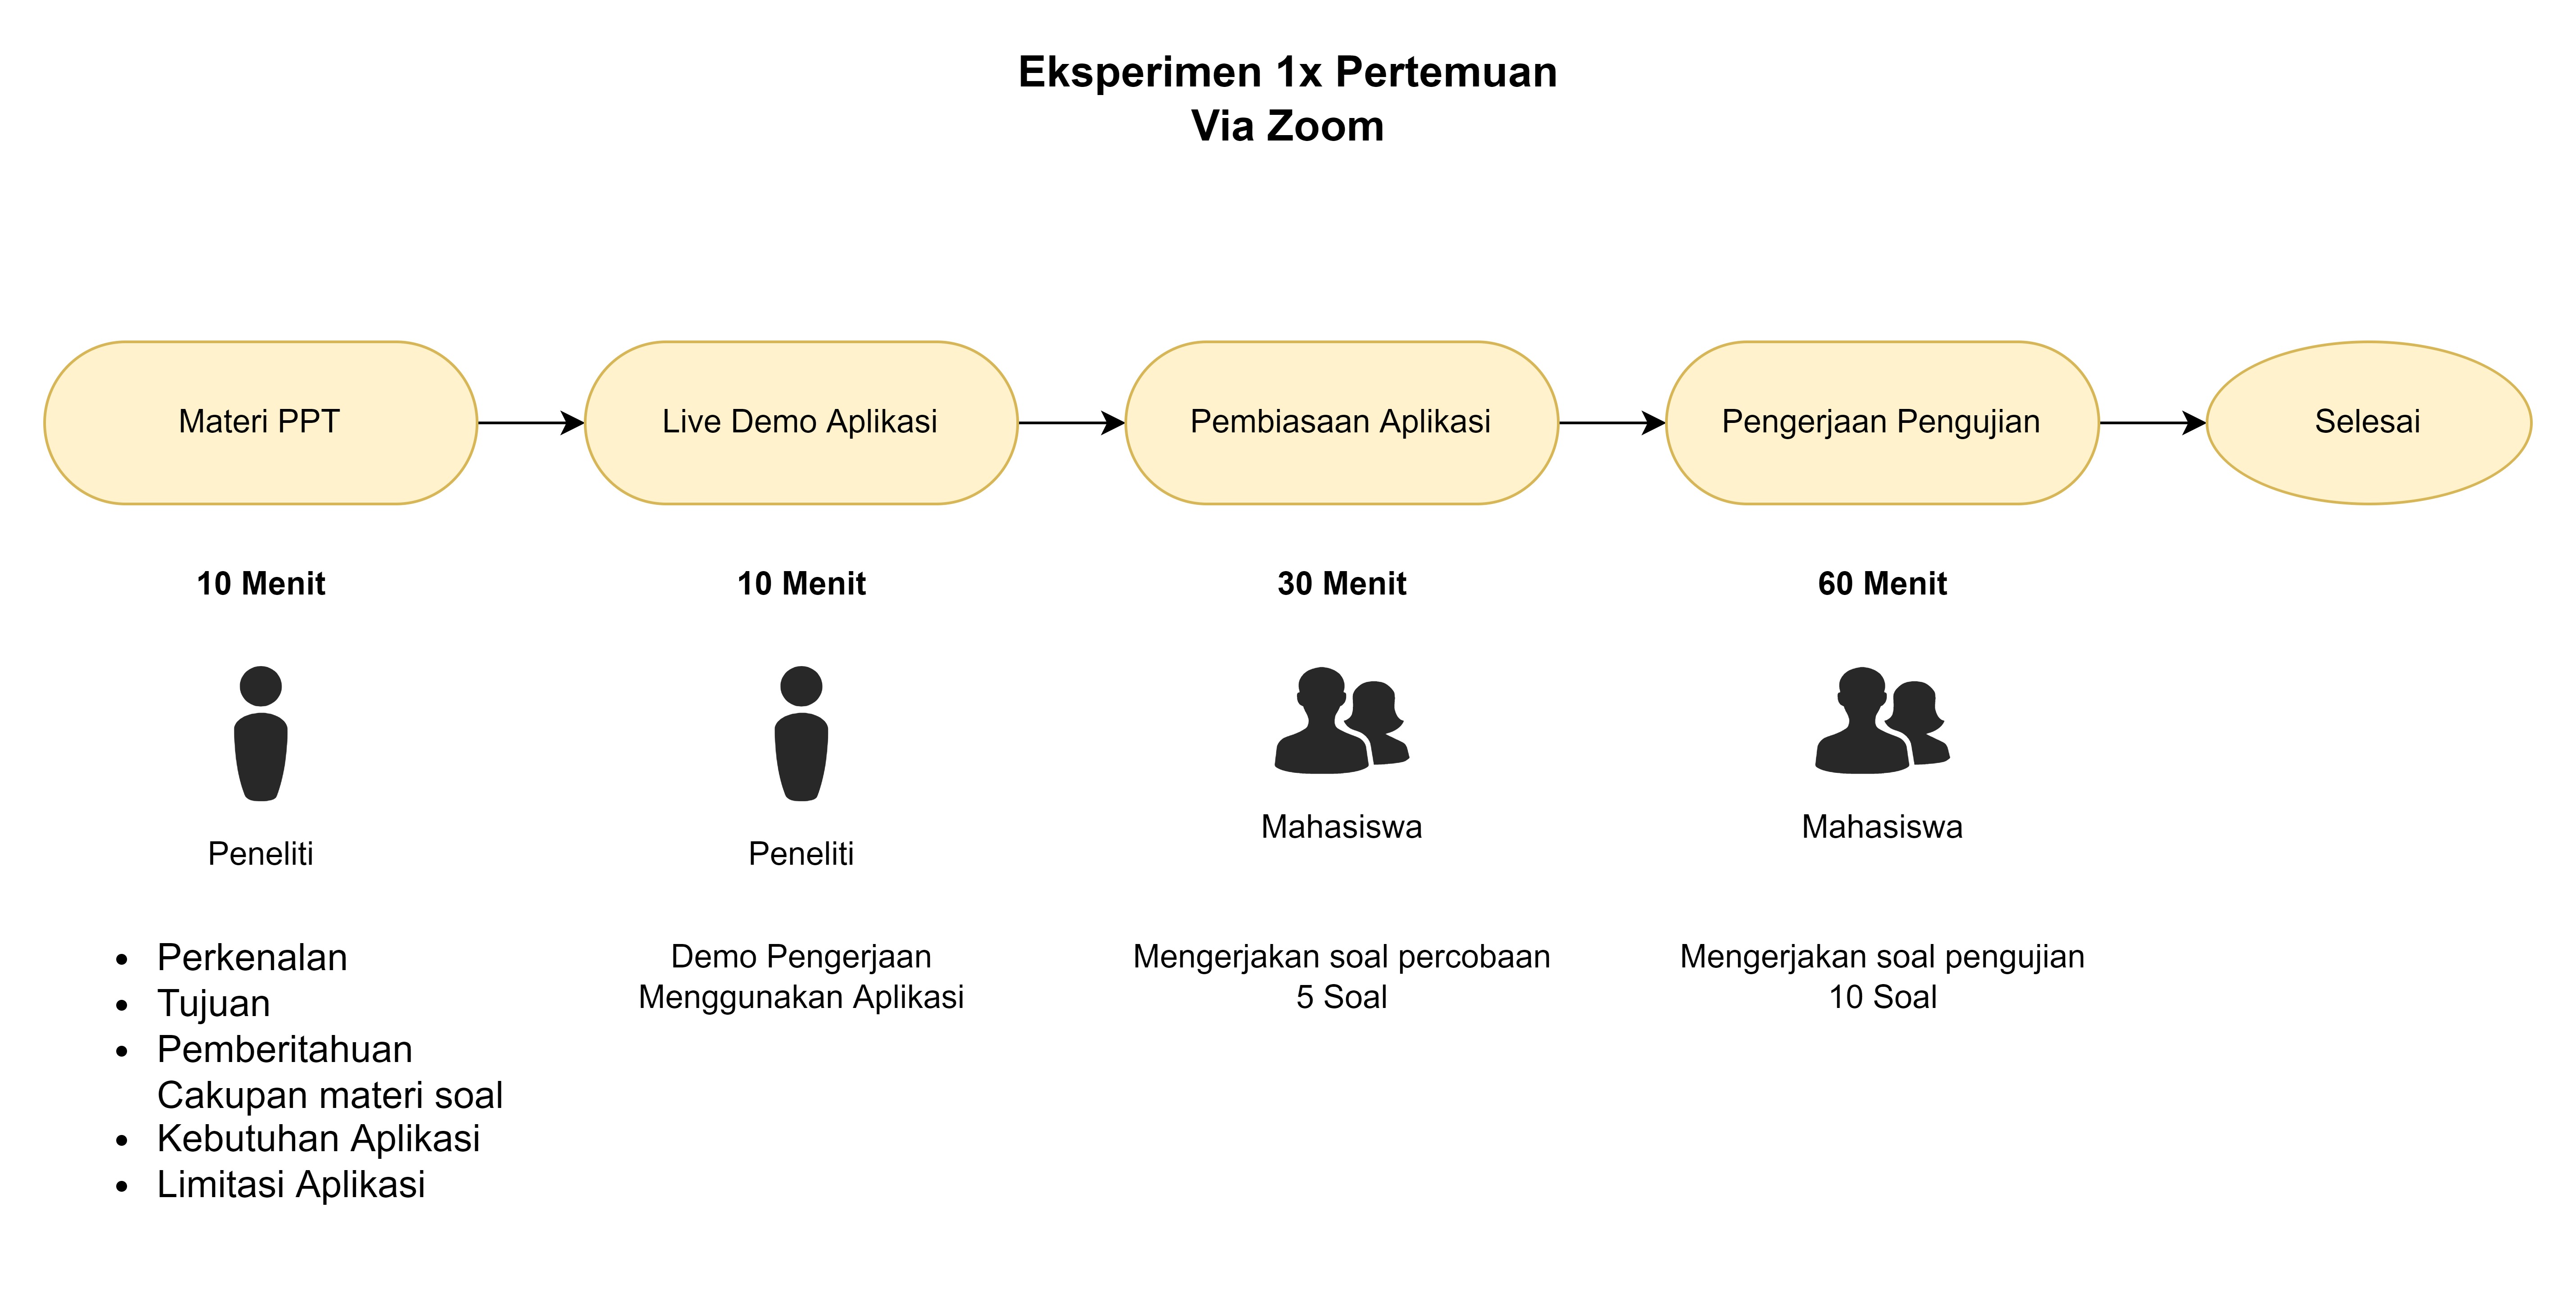 Eksperimen 1x Pertemuan
Via Zoom
Materi PPT
Live Demo Aplikasi
Pembiasaan Aplikasi
Pengerjaan Pengujian
Selesai
10 Menit
10 Menit
30 Menit
60 Menit
Peneliti
Peneliti
Mahasiswa
Mahasiswa
• Perkenalan
• Tujuan
• Pemberitahuan
Cakupan materi soal
• Kebutuhan Aplikasi
• Limitasi Aplikasi
Demo Pengerjaan
Menggunakan Aplikasi
Mengerjakan soal percobaan
5 Soal
Mengerjakan soal pengujian
10 Soal